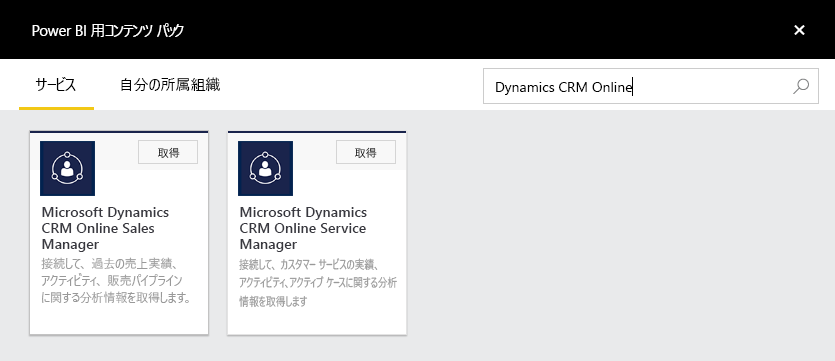 Power BI 用コンテンツ パック
サービス
自分の所属組織
Dynamics CRM Online
取得
Microsoft Dynamics
CRM Online Sales
Manager
接続して、過去の売上実績、
アクティビティ、販売パイプライン
に関する分析情報を取得します。
取得
Microsoft Dynamics
CRM Online Service
Manager
接続して、カスタマー サービスの実績、
アクティビティ、アクティブ ケースに関する分析
情報を取得します